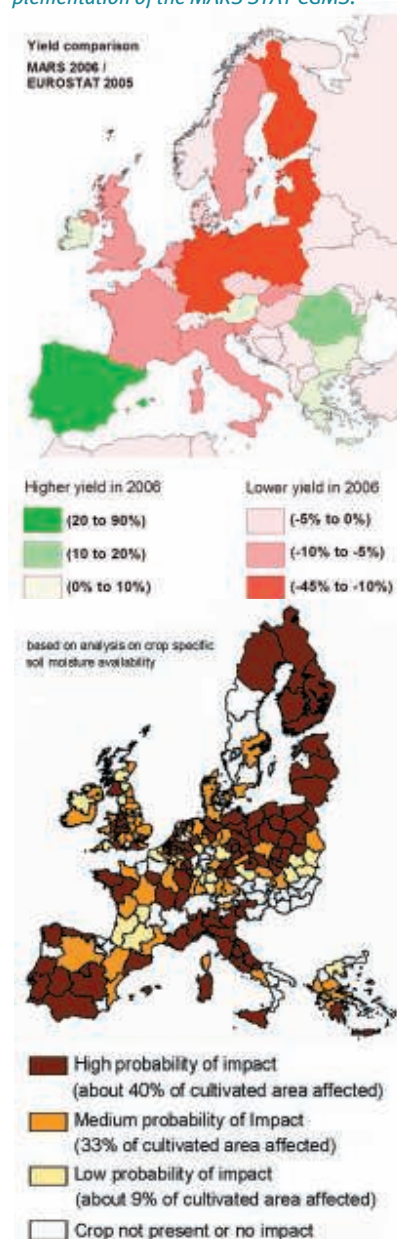 plementation of the MARS STAT CGMS.
Yield comparison
MARS 2006 /
EUROSTAT 2005
Higher yield in 2006
(20 to 90%)
(10 to 20%)
(0% to 10%)
Lower yield in 2006
(-5% to 0%)
(-10% to -5%)
(-45% to -10%)
based on analysis on crop specific
soil moisture availability
High probability of impact
(about 40% of cultivated area affected)
Medium probability of Impact
(33% of cultivated area affected)
Low probability of impact
(about 9% of cultivated area affected)
Crop not present or no impact